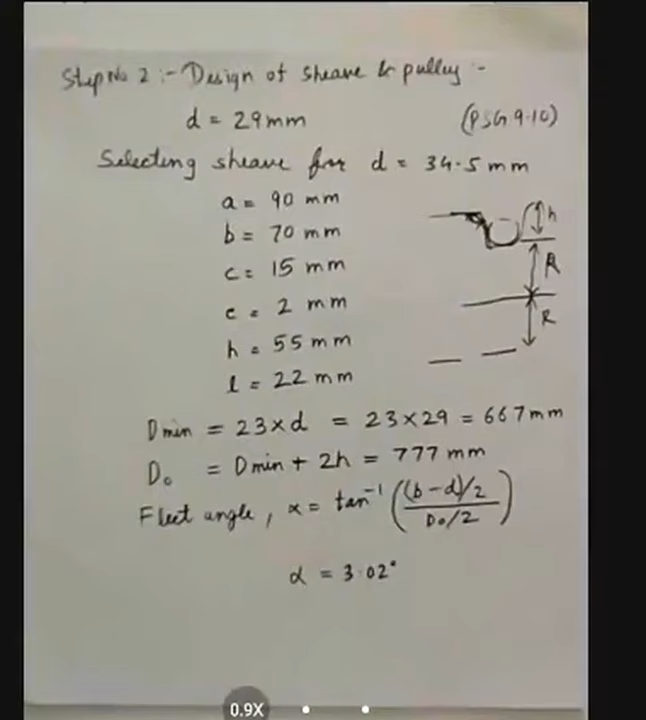 Step No 2 :- Design of sheave & pulley :-
d = 29mm (PSG 9.10)
Selecting sheave for d = 34.5 mm
a = 90 mm
b = 70 mm
c = 15 mm
e = 2 mm
h = 55 mm
l = 22 mm
h
R
R
Dmin = 23×d = 23×29 = 667mm
Do = Dmin + 2h = 777 mm
Fleet angle, α = tan⁻¹ ( (b-d)/2 / Do/2 )
α = 3.02°
0.9X